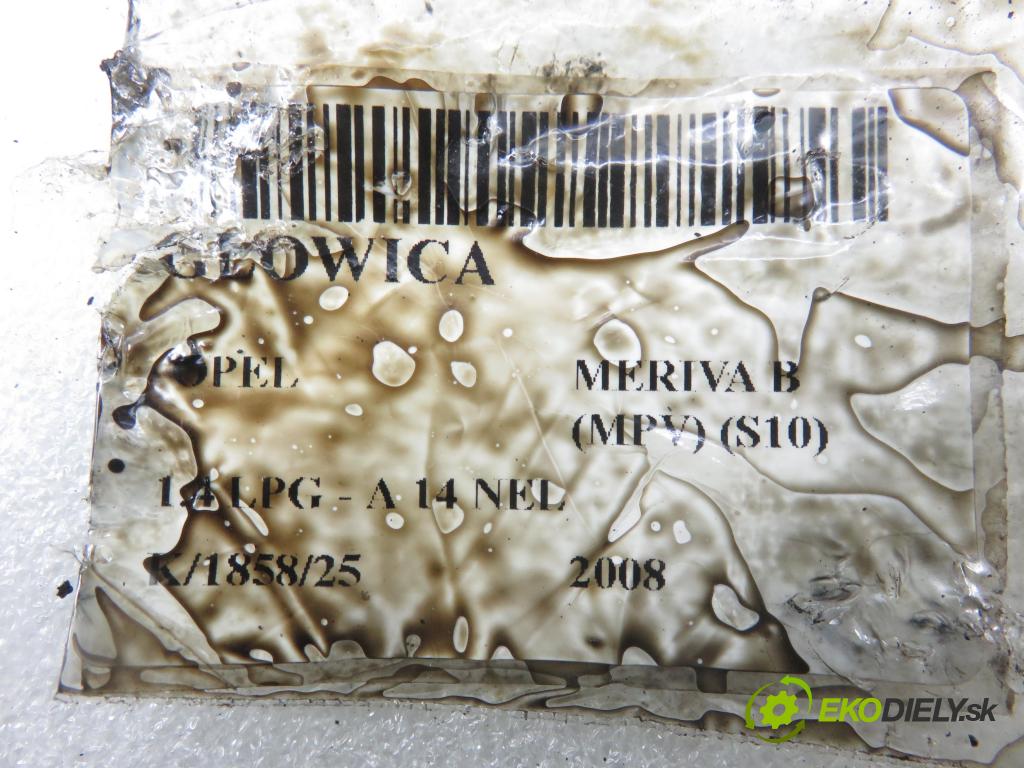 GŁOWICA
OPEL MERIVA B
(MPV) (S10)
1.4 LPG - A 14 NEL
K/1858/25 2008
EKODIELY.sk